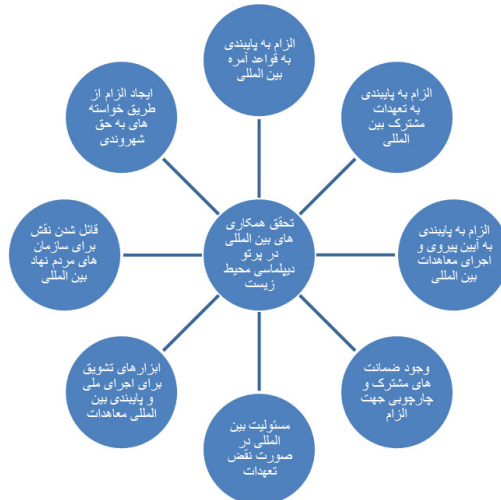 الزام به پایبندی
به قواعد آمره
بین المللی
الزام به پایبندی
به تعهدات
مشترک بین
المللی
الزام به پایبندی
به آیین پیروی و
اجرای معاهدات
بین المللی
وجود ضمانت
های مشترک و
چارچوبی جهت
الزام
مسئولیت بین
المللی در
صورت نقض
تعهدات
ابزارهای تشویق
برای اجرای ملی
و پایبندی بین
المللی معاهدات
قائل شدن نقش
برای سازمان
های مردم نهاد
بین المللی
ایجاد الزام از
طریق خواسته
های به حق
شهروندی
تحقق همکاری
های بین المللی
در پرتو
دیپلماسی محیط
زیست